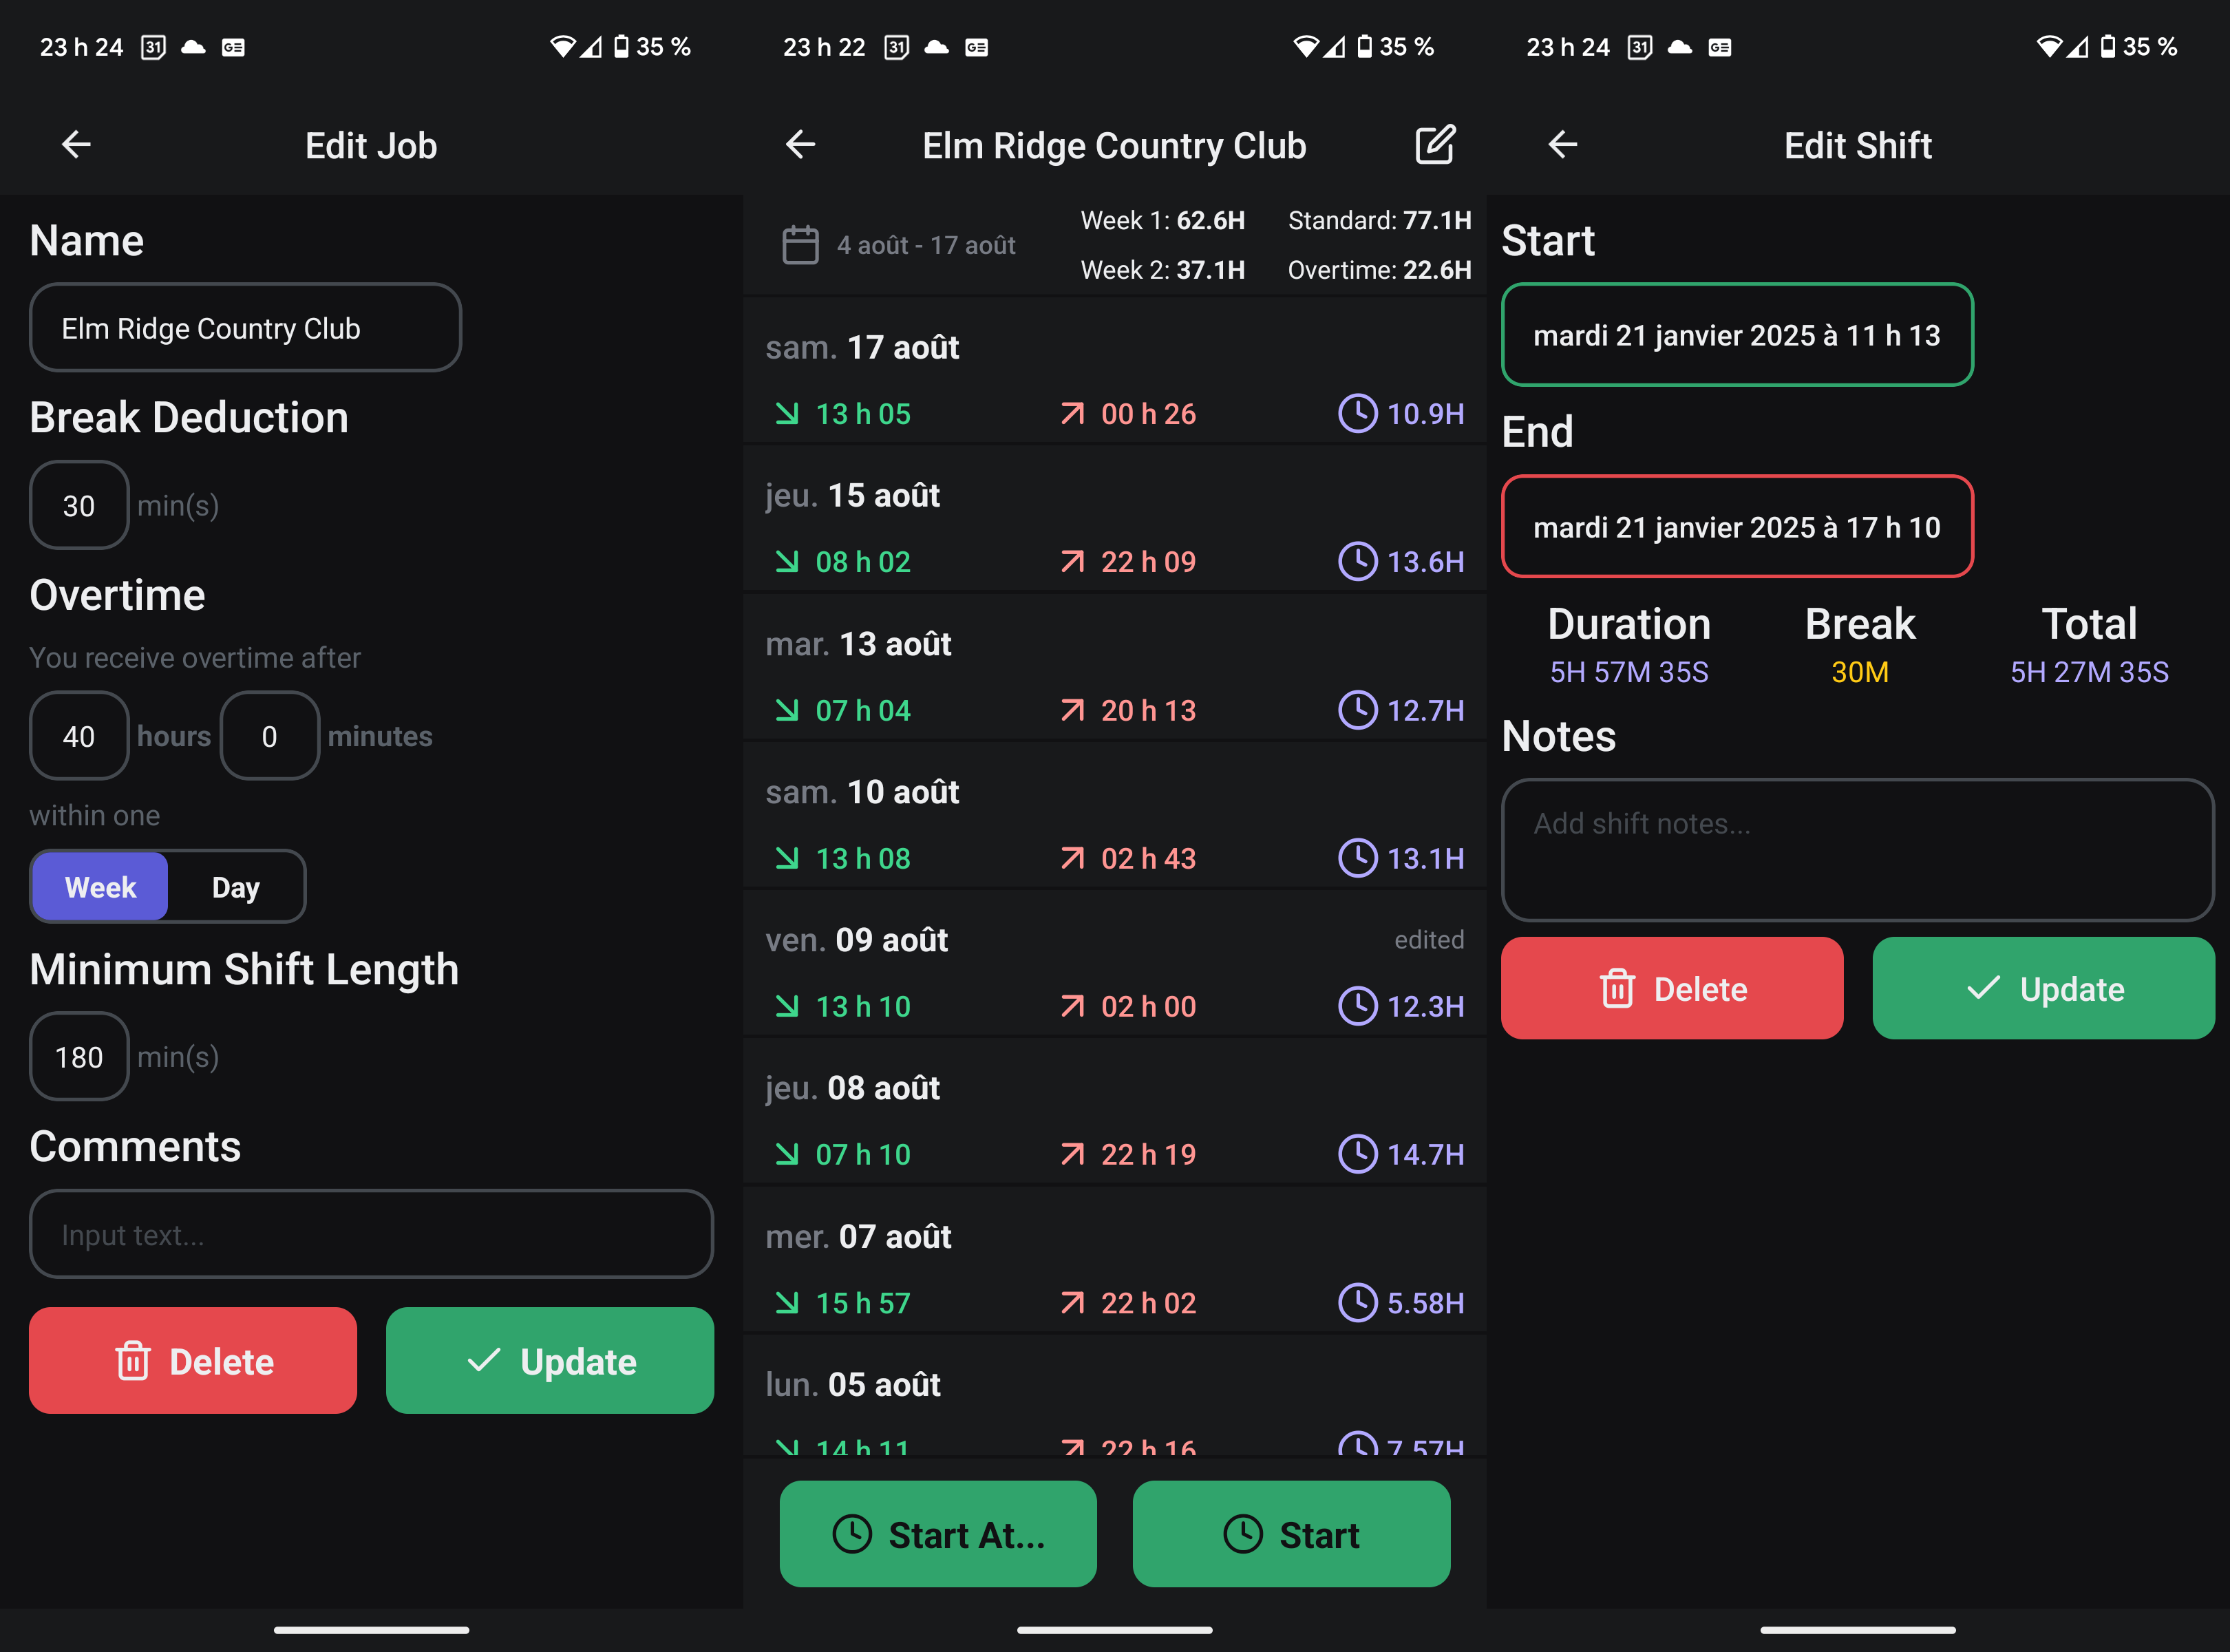 23 h 24 31 GE 35 %
Edit Job
Name
Elm Ridge Country Club
Break Deduction
30 min(s)
Overtime
You receive overtime after
40 hours 0 minutes
within one
Week Day
Minimum Shift Length
180 min(s)
Comments
Input text...
Delete Update
23 h 22 31 GE 35 %
Elm Ridge Country Club
4 août - 17 août
Week 1: 62.6H Standard: 77.1H
Week 2: 37.1H Overtime: 22.6H
sam. 17 août
13 h 05 00 h 26 10.9H
jeu. 15 août
08 h 02 22 h 09 13.6H
mar. 13 août
07 h 04 20 h 13 12.7H
sam. 10 août
13 h 08 02 h 43 13.1H
ven. 09 août edited
13 h 10 02 h 00 12.3H
jeu. 08 août
07 h 10 22 h 19 14.7H
mer. 07 août
15 h 57 22 h 02 5.58H
lun. 05 août
14 h 11 22 h 16 7.57H
Start At... Start
23 h 24 31 GE 35 %
Edit Shift
Start
mardi 21 janvier 2025 à 11 h 13
End
mardi 21 janvier 2025 à 17 h 10
Duration Break Total
5H 57M 35S 30M 5H 27M 35S
Notes
Add shift notes...
Delete Update